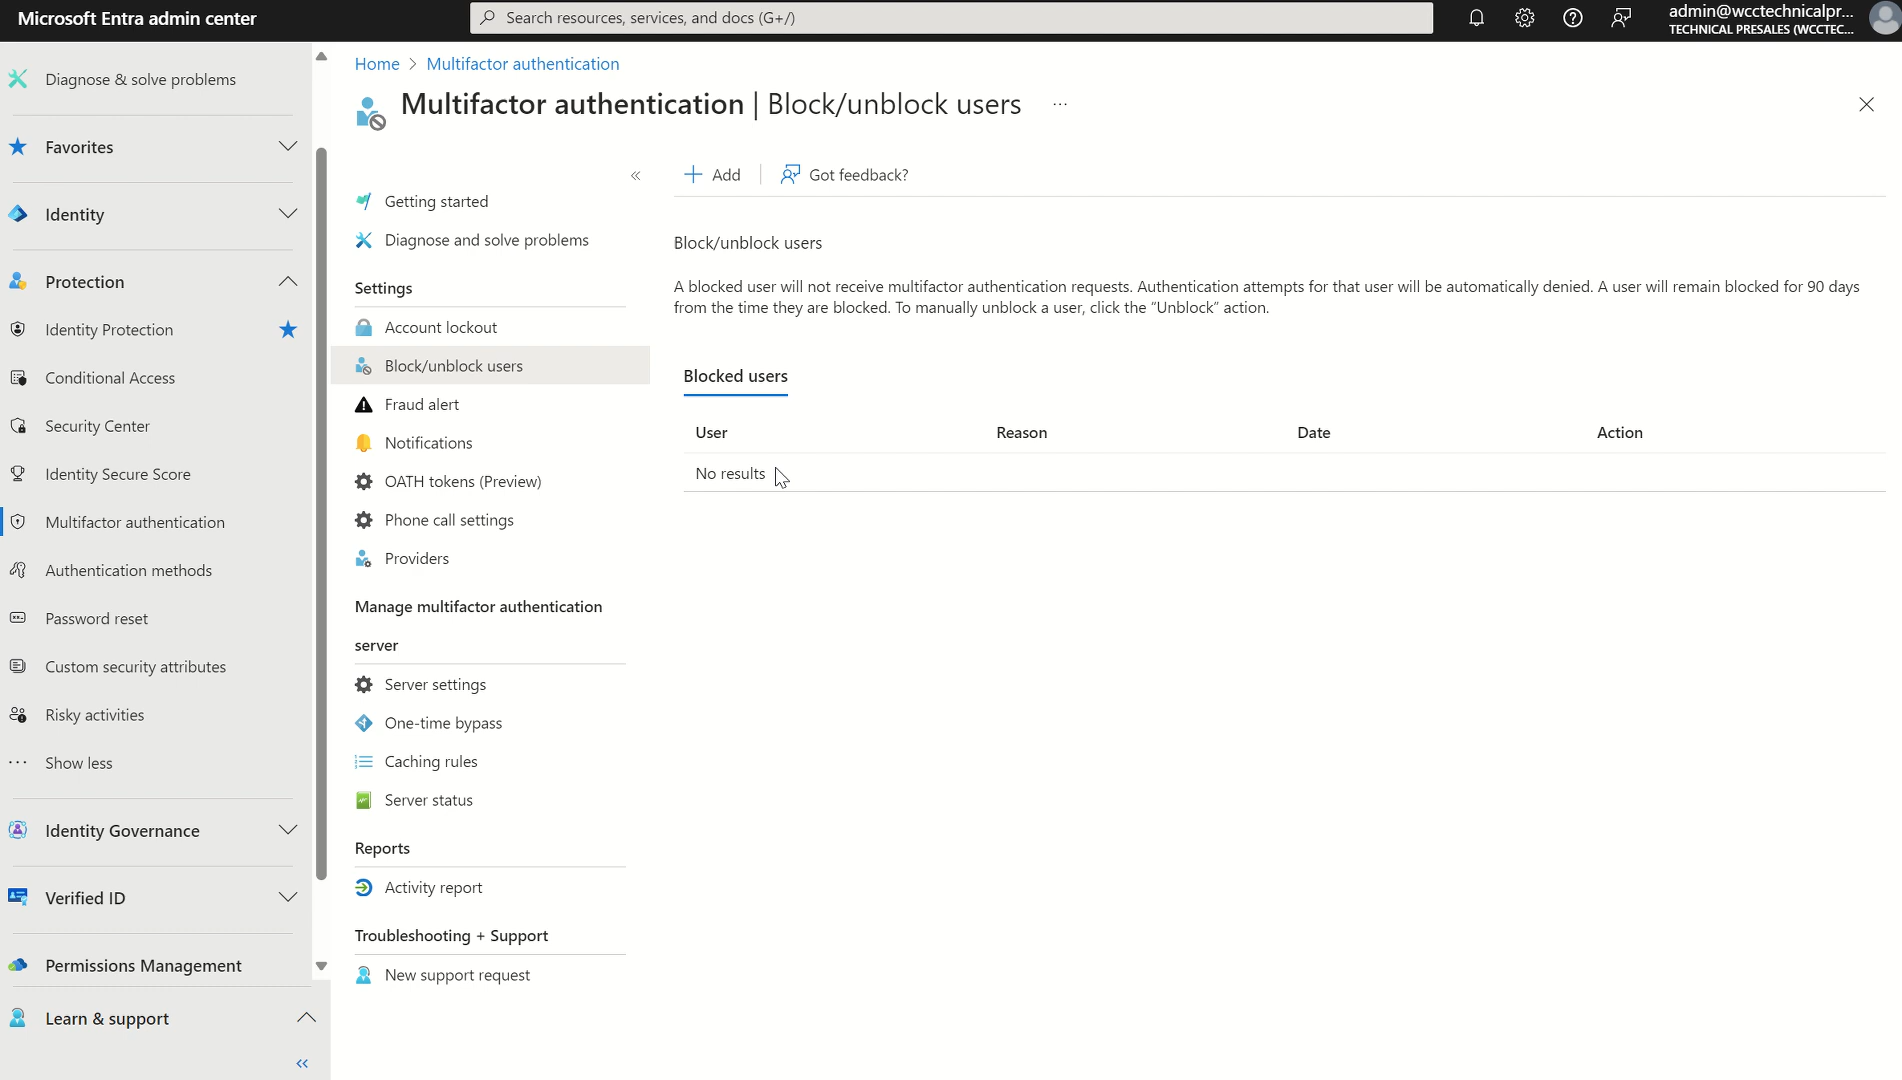 Microsoft Entra admin center
Search resources, services, and docs (G+/)
admin@wcctechnicalpr...
TECHNICAL PRESALES (WCCTEC...
Diagnose & solve problems
Favorites
Identity
Protection
Identity Protection
Conditional Access
Security Center
Identity Secure Score
Multifactor authentication
Authentication methods
Password reset
Custom security attributes
Risky activities
Show less
Identity Governance
Verified ID
Permissions Management
Learn & support
Home > Multifactor authentication
Multifactor authentication | Block/unblock users ...
Getting started
Diagnose and solve problems
Settings
Account lockout
Block/unblock users
Fraud alert
Notifications
OATH tokens (Preview)
Phone call settings
Providers
Manage multifactor authentication
server
Server settings
One-time bypass
Caching rules
Server status
Reports
Activity report
Troubleshooting + Support
New support request
Add
Got feedback?
Block/unblock users
A blocked user will not receive multifactor authentication requests. Authentication attempts for that user will be automatically denied. A user will remain blocked for 90 days
from the time they are blocked. To manually unblock a user, click the “Unblock” action.
Blocked users
User Reason Date Action
No results